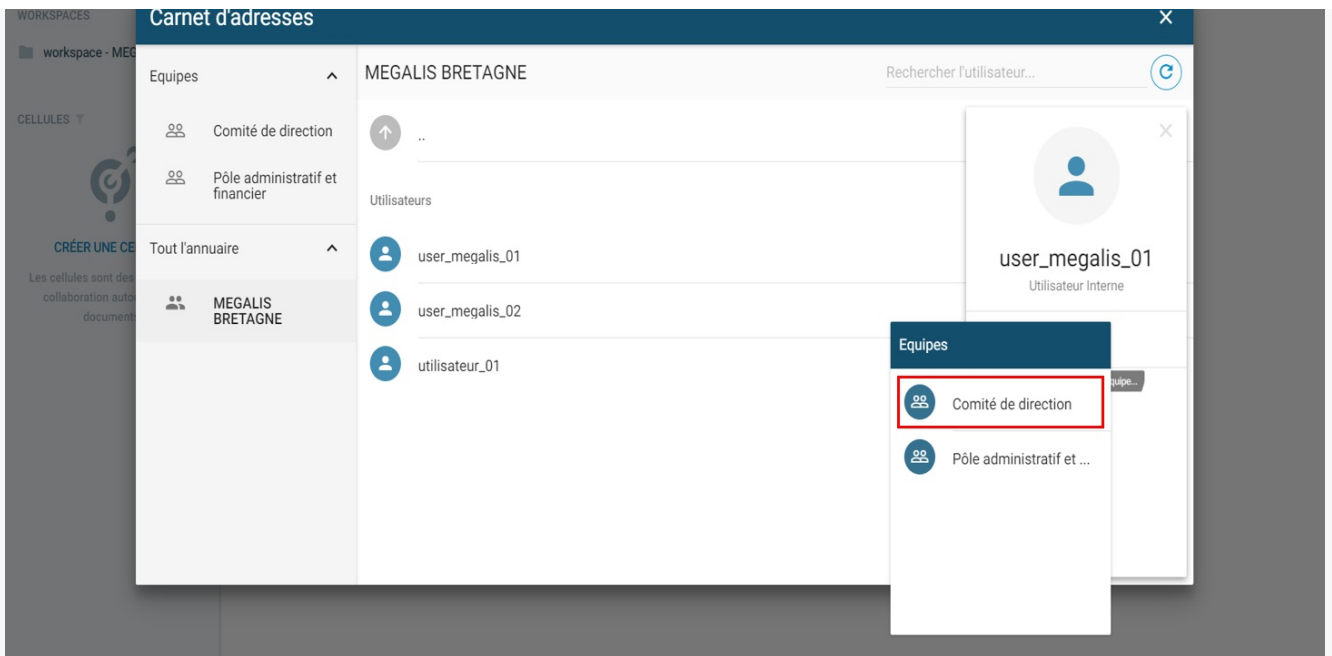 WORKSPACES
workspace - MEG
CELLULES
CRÉER UNE CE
Les cellules sont des
collaboration auto
document
Carnet d'adresses
Equipes
Comité de direction
Pôle administratif et
financier
Tout l'annuaire
MEGALIS
BRETAGNE
MEGALIS BRETAGNE
Rechercher l'utilisateur...
..
Utilisateurs
user_megalis_01
user_megalis_02
utilisateur_01
user_megalis_01
Utilisateur Interne
Equipes
Comité de direction
Pôle administratif et ...
quipe...